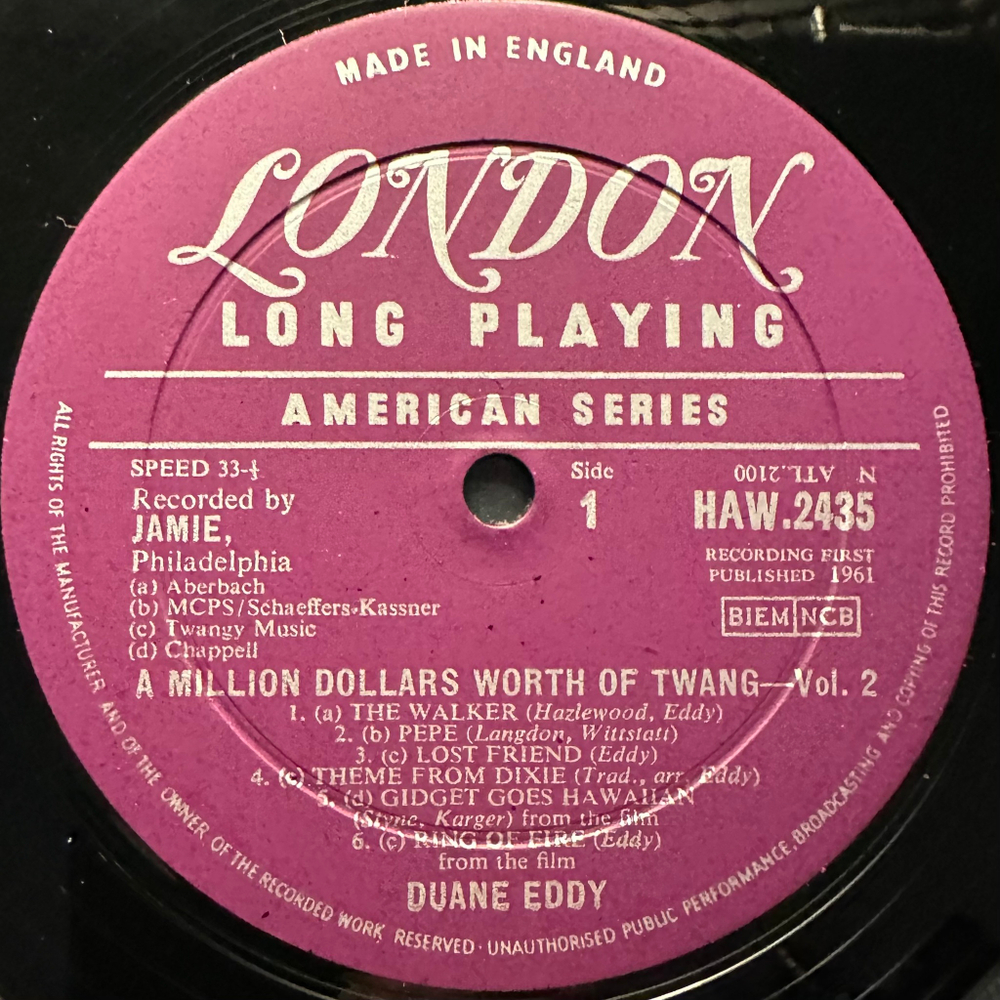 MADE IN ENGLAND
LONDON
LONG PLAYING
AMERICAN SERIES
SPEED 33-⅓
Recorded by
JAMIE,
Philadelphia
(a) Aberbach
(b) MCPS/Schaeffers-Kassner
(c) Twangy Music
(d) Chappell
Side
1
N ATL.2100
HAW.2435
RECORDING FIRST
PUBLISHED 1961
BIEM NCB
A MILLION DOLLARS WORTH OF TWANG—Vol. 2
1. (a) THE WALKER (Hazlewood, Eddy)
2. (b) PEPE (Langdon, Wittstatt)
3. (c) LOST FRIEND (Eddy)
4. (c) THEME FROM DIXIE (Trad., arr. Eddy)
5. (d) GIDGET GOES HAWAIIAN
(Styne, Karger) from the film
6. (c) RING OF FIRE (Eddy)
from the film
DUANE EDDY
ALL RIGHTS OF THE MANUFACTURER AND OF THE OWNER OF THE RECORDED WORK RESERVED · UNAUTHORISED PUBLIC PERFORMANCE, BROADCASTING AND COPYING OF THIS RECORD PROHIBITED